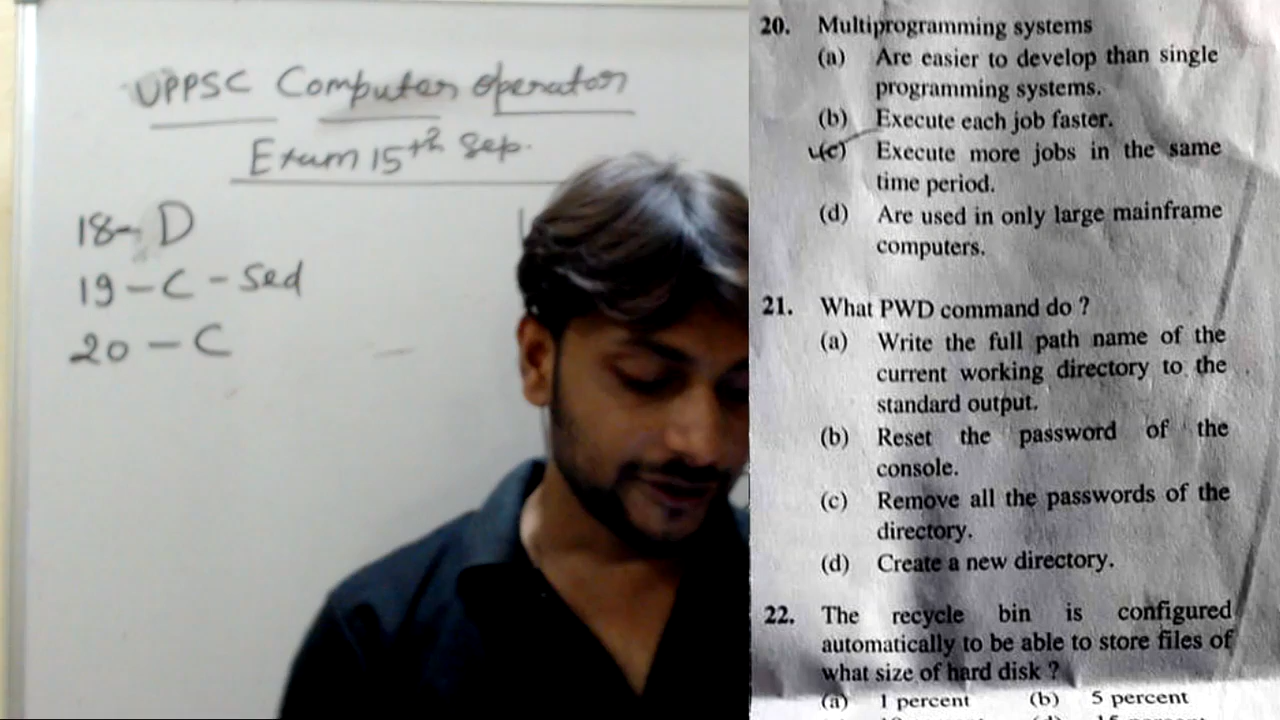 UPPSC Computer Operator
Exam 15th Sep.
18- D
19 - C - Sed
20 - C
20. Multiprogramming systems
(a) Are easier to develop than single
programming systems.
(b) Execute each job faster.
(c) Execute more jobs in the same
time period.
(d) Are used in only large mainframe
computers.
21. What PWD command do ?
(a) Write the full path name of the
current working directory to the
standard output.
(b) Reset the password of the
console.
(c) Remove all the passwords of the
directory.
(d) Create a new directory.
22. The recycle bin is configured
automatically to be able to store files of
what size of hard disk ?
(a) 1 percent (b) 5 percent